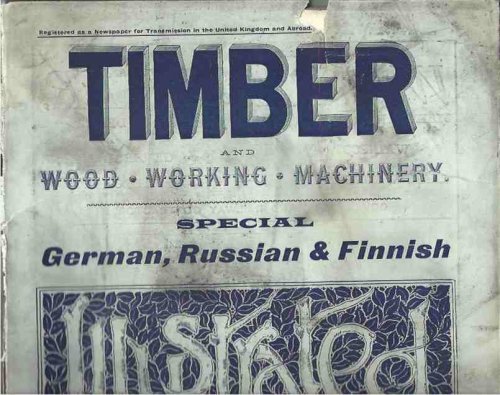 Registered as a Newspaper for Transmission in the United Kingdom and Abroad.
TIMBER
AND
WOOD • WORKING • MACHINERY.
SPECIAL
German, Russian & Finnish
Illustrated